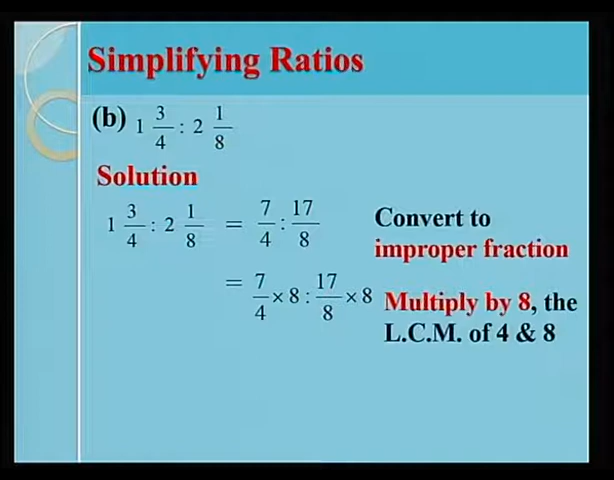 Simplifying Ratios
(b) 1 3/4 : 2 1/8
Solution
1 3/4 : 2 1/8 = 7/4 : 17/8
Convert to
improper fraction
= 7/4 × 8 : 17/8 × 8
Multiply by 8, the
L.C.M. of 4 & 8